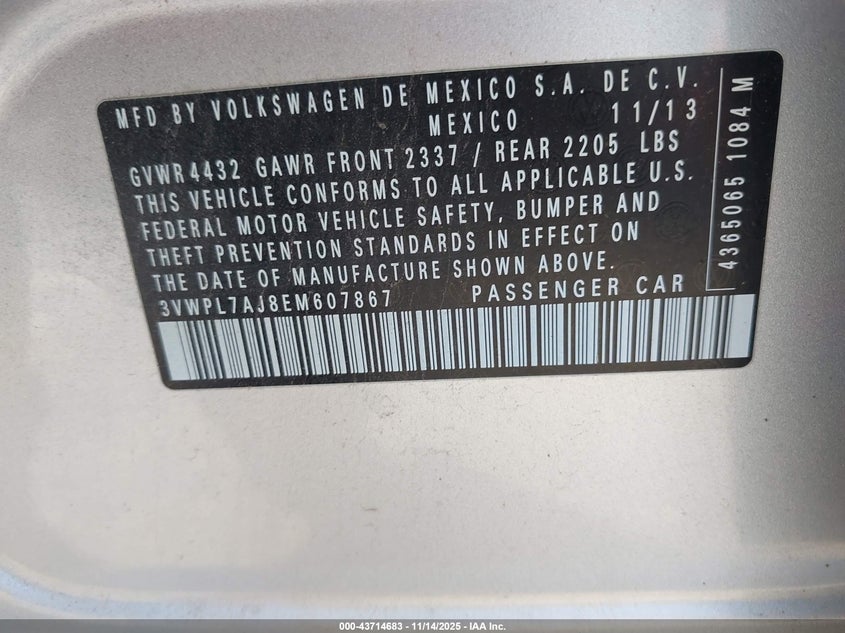 MFD BY VOLKSWAGEN DE MEXICO S.A. DE C.V.
MEXICO 11/13
GVWR4432 GAWR FRONT 2337 / REAR 2205 LBS
THIS VEHICLE CONFORMS TO ALL APPLICABLE U.S.
FEDERAL MOTOR VEHICLE SAFETY, BUMPER AND
THEFT PREVENTION STANDARDS IN EFFECT ON
THE DATE OF MANUFACTURE SHOWN ABOVE.
3VWPL7AJ8EM607867 PASSENGER CAR
4365065 1084 M
000-43714683 - 11/14/2025 - IAA Inc.